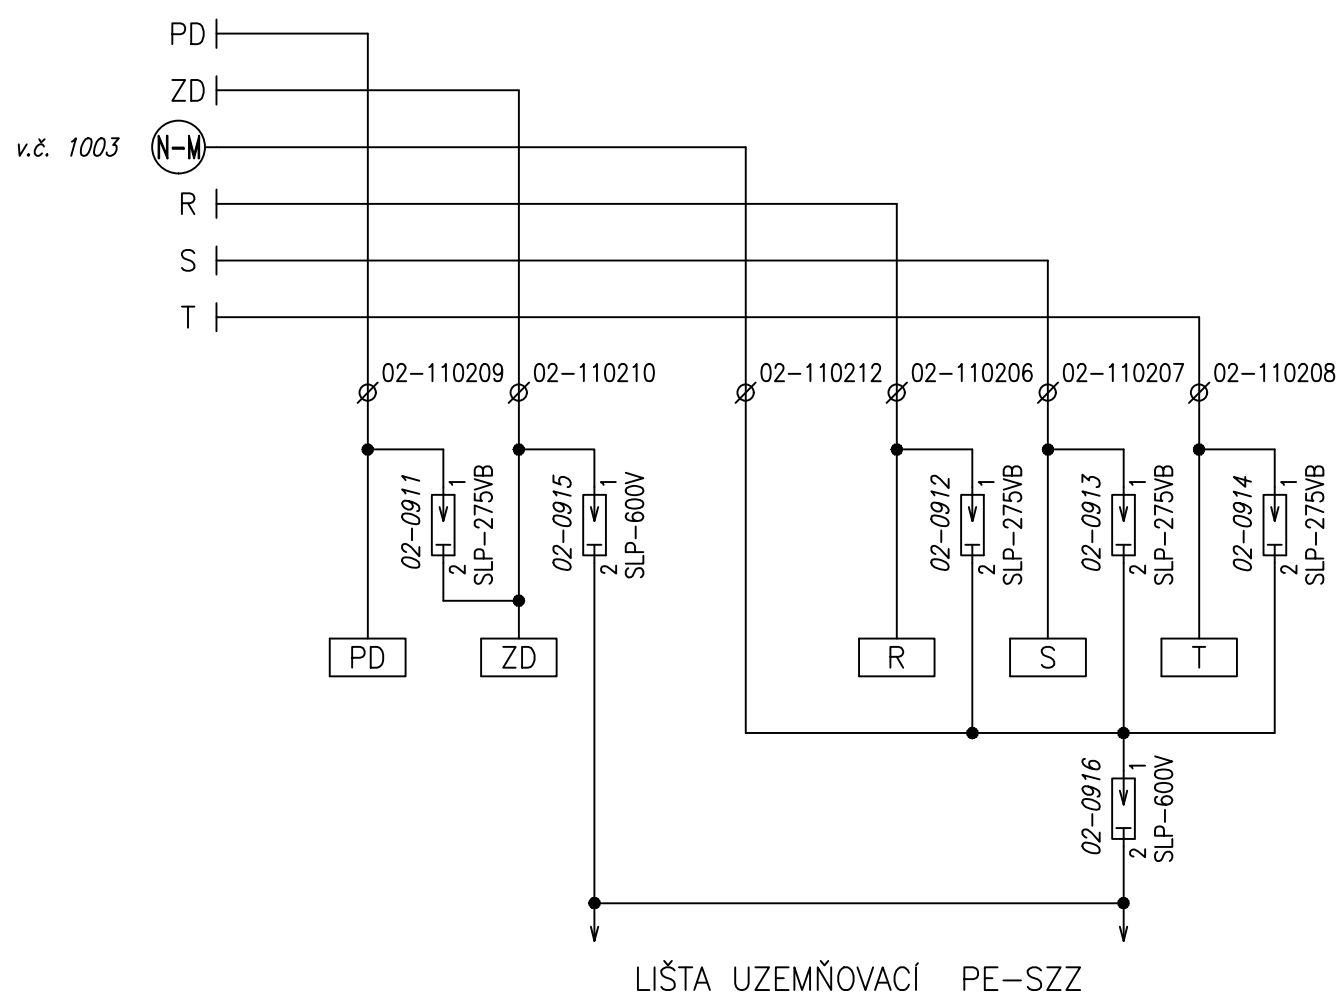 PD
ZD
v.č. 1003 N-M
R
S
T
02-110209 02-110210 02-110212 02-110206 02-110207 02-110208
02-0911 1 2 SLP-275VB
02-0915 1 2 SLP-600V
02-0912 1 2 SLP-275VB
02-0913 1 2 SLP-275VB
02-0914 1 2 SLP-275VB
PD ZD R S T
02-0916 1 2 SLP-600V
LIŠTA UZEMŇOVACÍ PE-SZZ